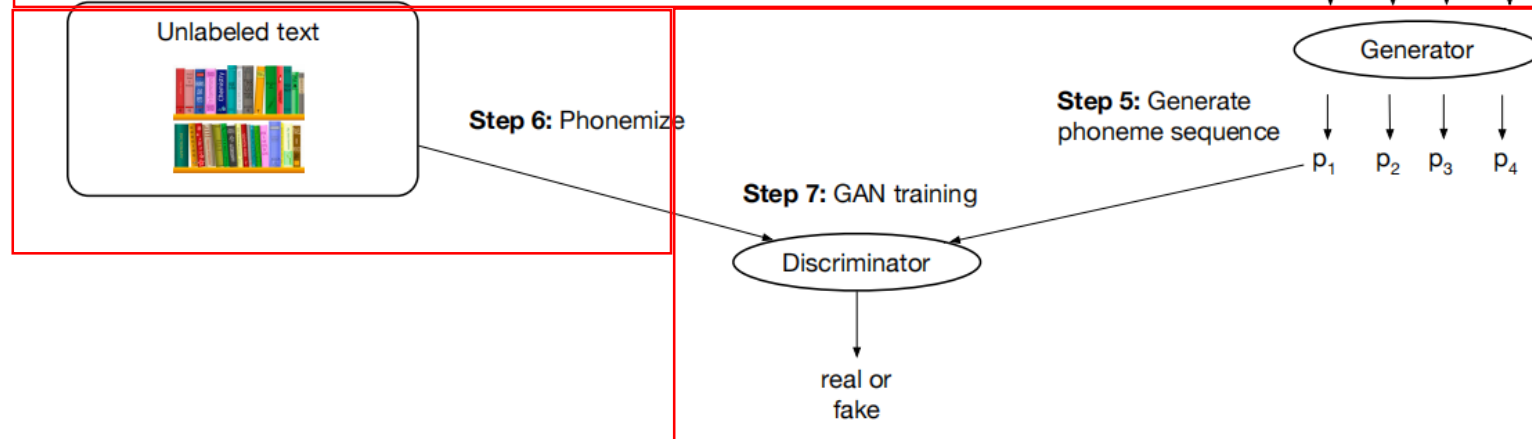 Unlabeled text
Chemistry
Step 6: Phonemize
Generator
Step 5: Generate
phoneme sequence
p₁ p₂ p₃ p₄
Step 7: GAN training
Discriminator
real or
fake